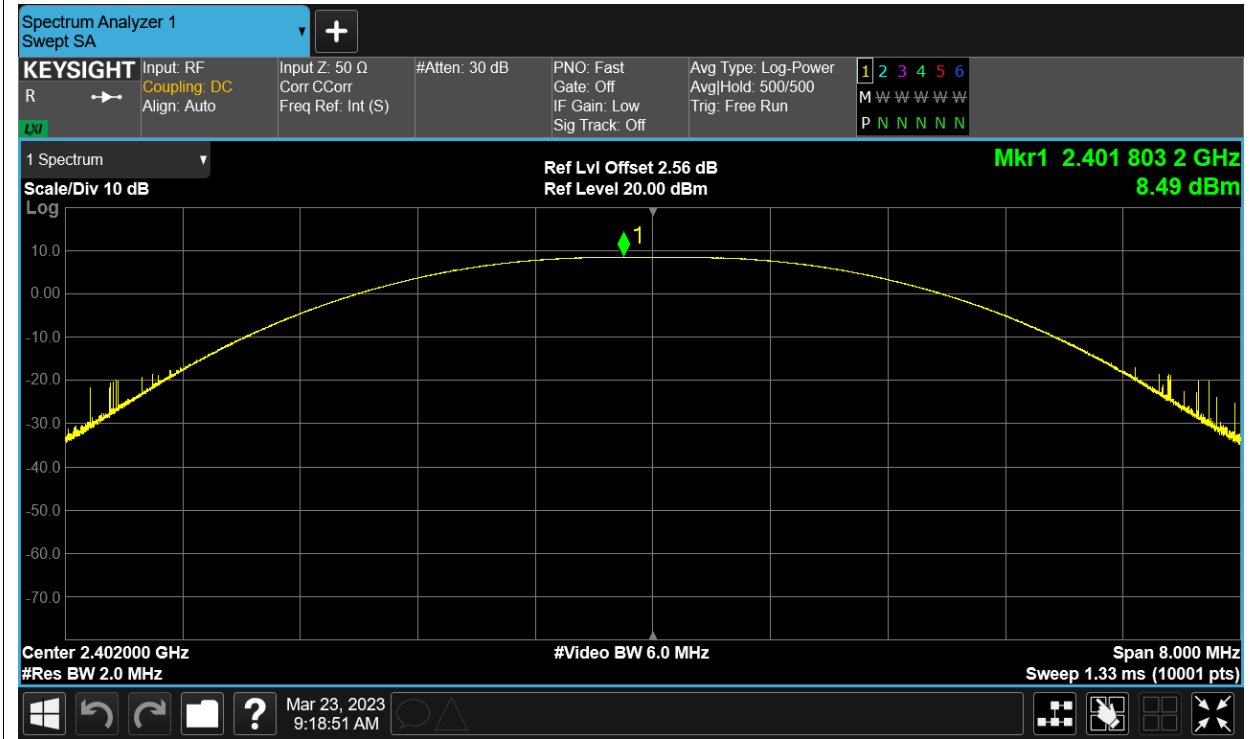 Spectrum Analyzer 1
Swept SA
KEYSIGHT
R
LXI
Input: RF
Coupling: DC
Align: Auto
Input Z: 50 Ω
Corr CCorr
Freq Ref: Int (S)
#Atten: 30 dB
PNO: Fast
Gate: Off
IF Gain: Low
Sig Track: Off
Avg Type: Log-Power
Avg|Hold: 500/500
Trig: Free Run
1 2 3 4 5 6
M W W W W W
P N N N N N
1 Spectrum
Scale/Div 10 dB
Log
Ref Lvl Offset 2.56 dB
Ref Level 20.00 dBm
Mkr1 2.401 803 2 GHz
8.49 dBm
1
10.0
0.00
-10.0
-20.0
-30.0
-40.0
-50.0
-60.0
-70.0
Center 2.402000 GHz
#Video BW 6.0 MHz
Span 8.000 MHz
#Res BW 2.0 MHz
Sweep 1.33 ms (10001 pts)
?
Mar 23, 2023
9:18:51 AM